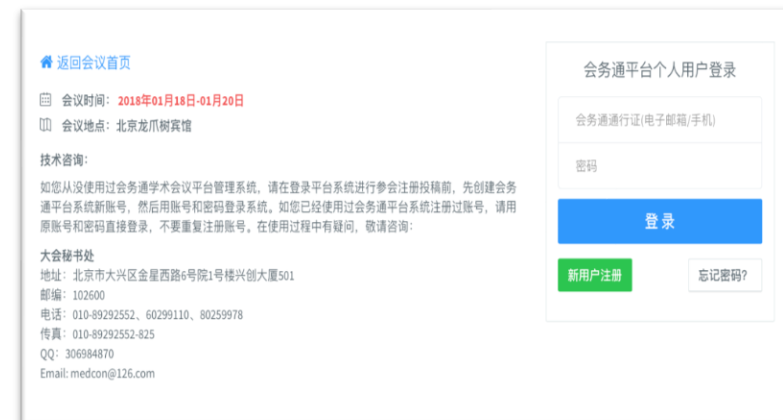 返回会议首页
会议时间：2018年01月18日-01月20日
会议地点：北京龙爪树宾馆
技术咨询：
如您从没使用过会务通学术会议平台管理系统，请在登录平台系统进行参会注册投稿前，先创建会务
通平台系统新账号，然后用账号和密码登录系统。如您已经使用过会务通平台系统注册过账号，请用
原账号和密码直接登录，不要重复注册账号。在使用过程中有疑问，敬请咨询：
大会秘书处
地址：北京市大兴区金星西路6号院1号楼兴创大厦501
邮编：102600
电话：010-89292552、60299110、80259978
传真：010-89292552-825
QQ：306984870
Email: medcon@126.com
会务通平台个人用户登录
会务通通行证(电子邮箱/手机)
密码
登 录
新用户注册
忘记密码?